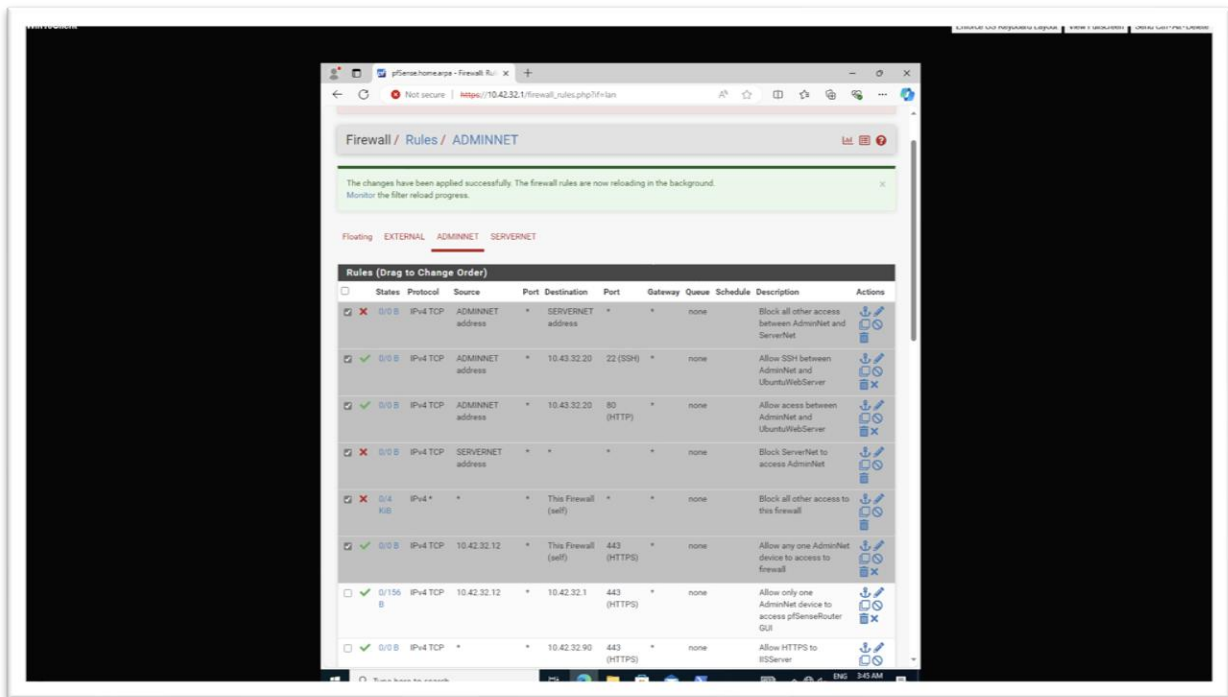 pfSense.home.arpa - Firewall: Rul
Not secure | https://10.42.32.1/firewall_rules.php?if=lan
Firewall / Rules / ADMINNET
The changes have been applied successfully. The firewall rules are now reloading in the background.
Monitor the filter reload progress.
Floating EXTERNAL ADMINNET SERVERNET
Rules (Drag to Change Order)
States Protocol Source Port Destination Port Gateway Queue Schedule Description Actions
0/0 B IPv4 TCP ADMINNET * SERVERNET * * none Block all other access
address address between AdminNet and
ServerNet
0/0 B IPv4 TCP ADMINNET * 10.43.32.20 22 (SSH) * none Allow SSH between
address AdminNet and
UbuntuWebServer
0/0 B IPv4 TCP ADMINNET * 10.43.32.20 80 * none Allow acess between
address (HTTP) AdminNet and
UbuntuWebServer
0/0 B IPv4 TCP SERVERNET * * * * none Block ServerNet to
address access AdminNet
0/4 IPv4 * * * This Firewall * * none Block all other access to
KiB (self) this firewall
0/0 B IPv4 TCP 10.42.32.12 * This Firewall 443 * none Allow any one AdminNet
(self) (HTTPS) device to access to
firewall
0/156 IPv4 TCP 10.42.32.12 * 10.42.32.1 443 * none Allow only one
B (HTTPS) AdminNet device to
access pfSenseRouter
GUI
0/0 B IPv4 TCP * * 10.42.32.90 443 * none Allow HTTPS to
(HTTPS) IISServer
Type here to search
ENG 3:45 AM